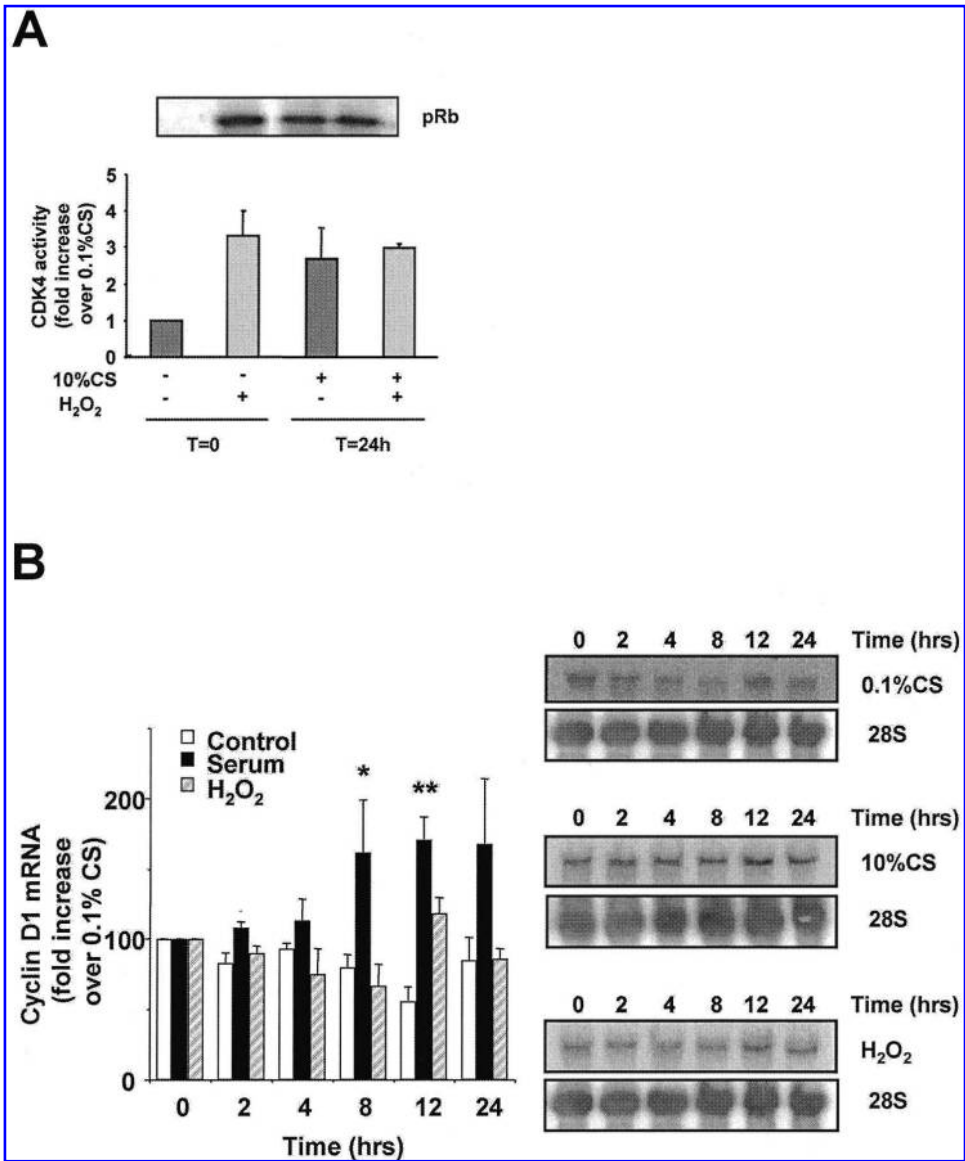 A
pRb
CDK4 activity
(fold increase
over 0.1%CS)
5
4
3
2
1
0
10%CS - - + +
H₂O₂ - + - +
T=0 T=24h
B
Control
Serum
H₂O₂
Cyclin D1 mRNA
(fold increase
over 0.1% CS)
200
100
0
* **
0 2 4 8 12 24
Time (hrs)
0 2 4 8 12 24 Time (hrs)
0.1%CS
28S
0 2 4 8 12 24 Time (hrs)
10%CS
28S
0 2 4 8 12 24 Time (hrs)
H₂O₂
28S